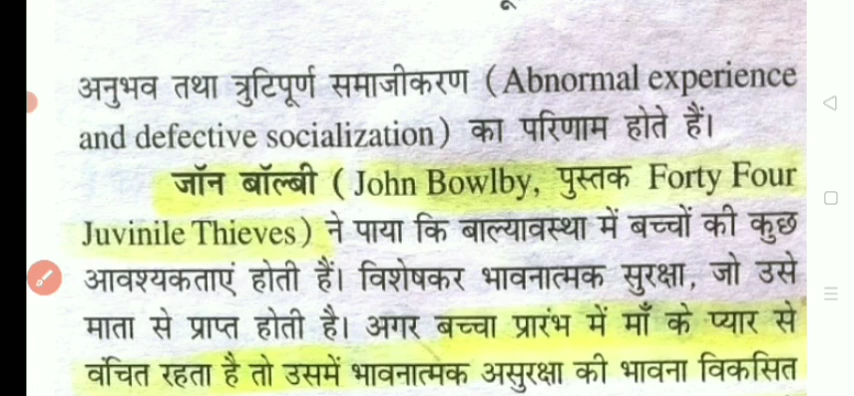 अनुभव तथा त्रुटिपूर्ण समाजीकरण (Abnormal experience
and defective socialization) का परिणाम होते हैं।
जॉन बॉल्बी (John Bowlby, पुस्तक Forty Four
Juvinile Thieves) ने पाया कि बाल्यावस्था में बच्चों की कुछ
आवश्यकताएं होती हैं। विशेषकर भावनात्मक सुरक्षा, जो उसे
माता से प्राप्त होती है। अगर बच्चा प्रारंभ में माँ के प्यार से
वंचित रहता है तो उसमें भावनात्मक असुरक्षा की भावना विकसित